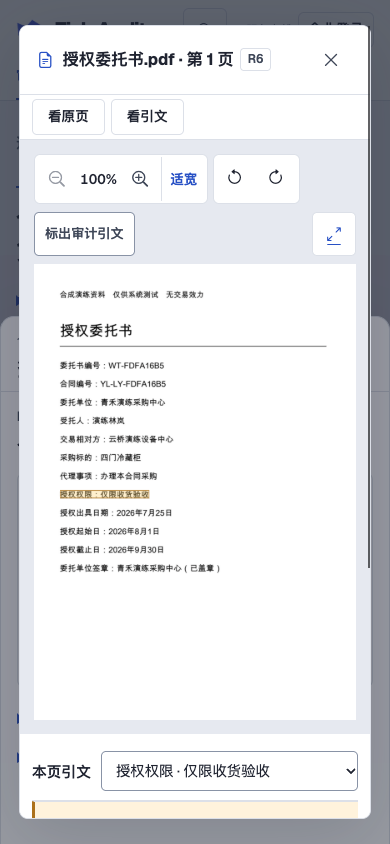 授权委托书.pdf · 第 1 页 R6
看原页 看引文
100% 适宽
标出审计引文
合成演练资料 仅供系统测试 无交易效力
授权委托书
委托书编号：WT-FDFA16B5
合同编号：YL-LY-FDFA16B5
委托单位：青禾演练采购中心
受托人：演练林岚
交易相对方：云桥演练设备中心
采购标的：四门冷藏柜
代理事项：办理本合同采购
授权权限：仅限收货验收
授权出具日期：2026年7月25日
授权起始日：2026年8月1日
授权截止日：2026年9月30日
委托单位签章：青禾演练采购中心（已盖章）
本页引文 授权权限 · 仅限收货验收